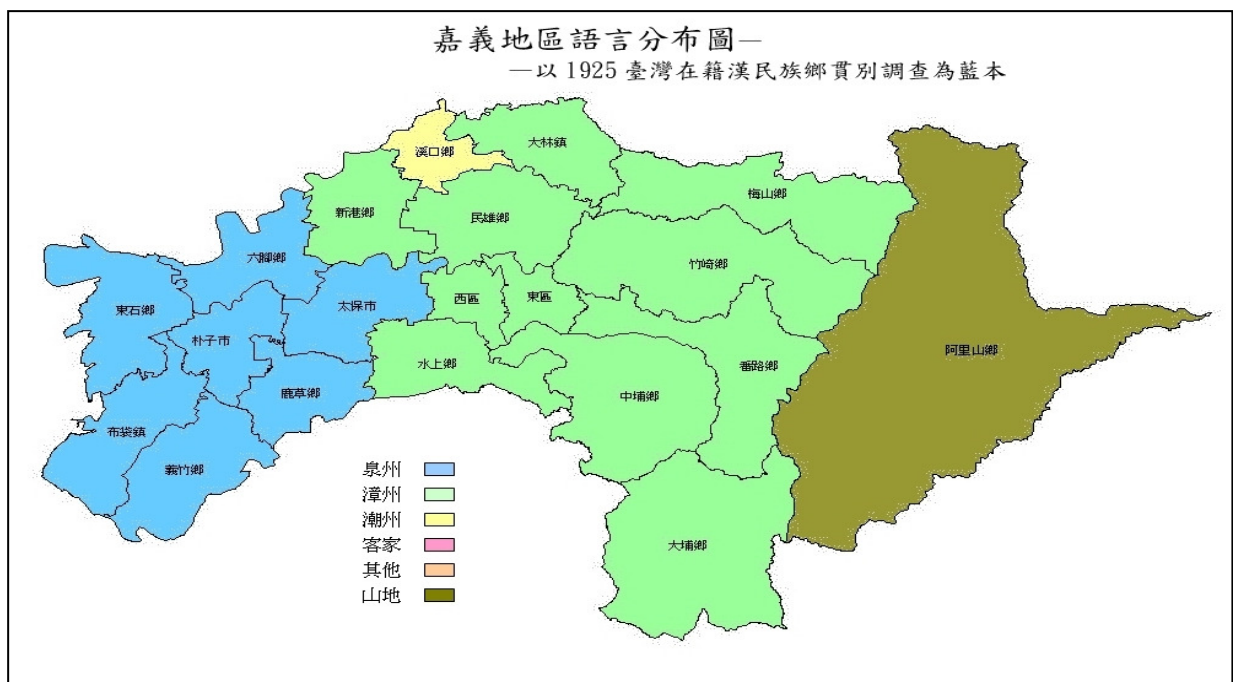 嘉義地區語言分布圖—
—以1925臺灣在籍漢民族鄉貫別調查為藍本
溪口鄉
大林鎮
梅山鄉
新港鄉
民雄鄉
六腳鄉
竹崎鄉
東石鄉
太保市
西區
東區
朴子市
水上鄉
阿里山鄉
番路鄉
鹿草鄉
中埔鄉
布袋鎮
義竹鄉
大埔鄉
泉州
漳州
潮州
客家
其他
山地